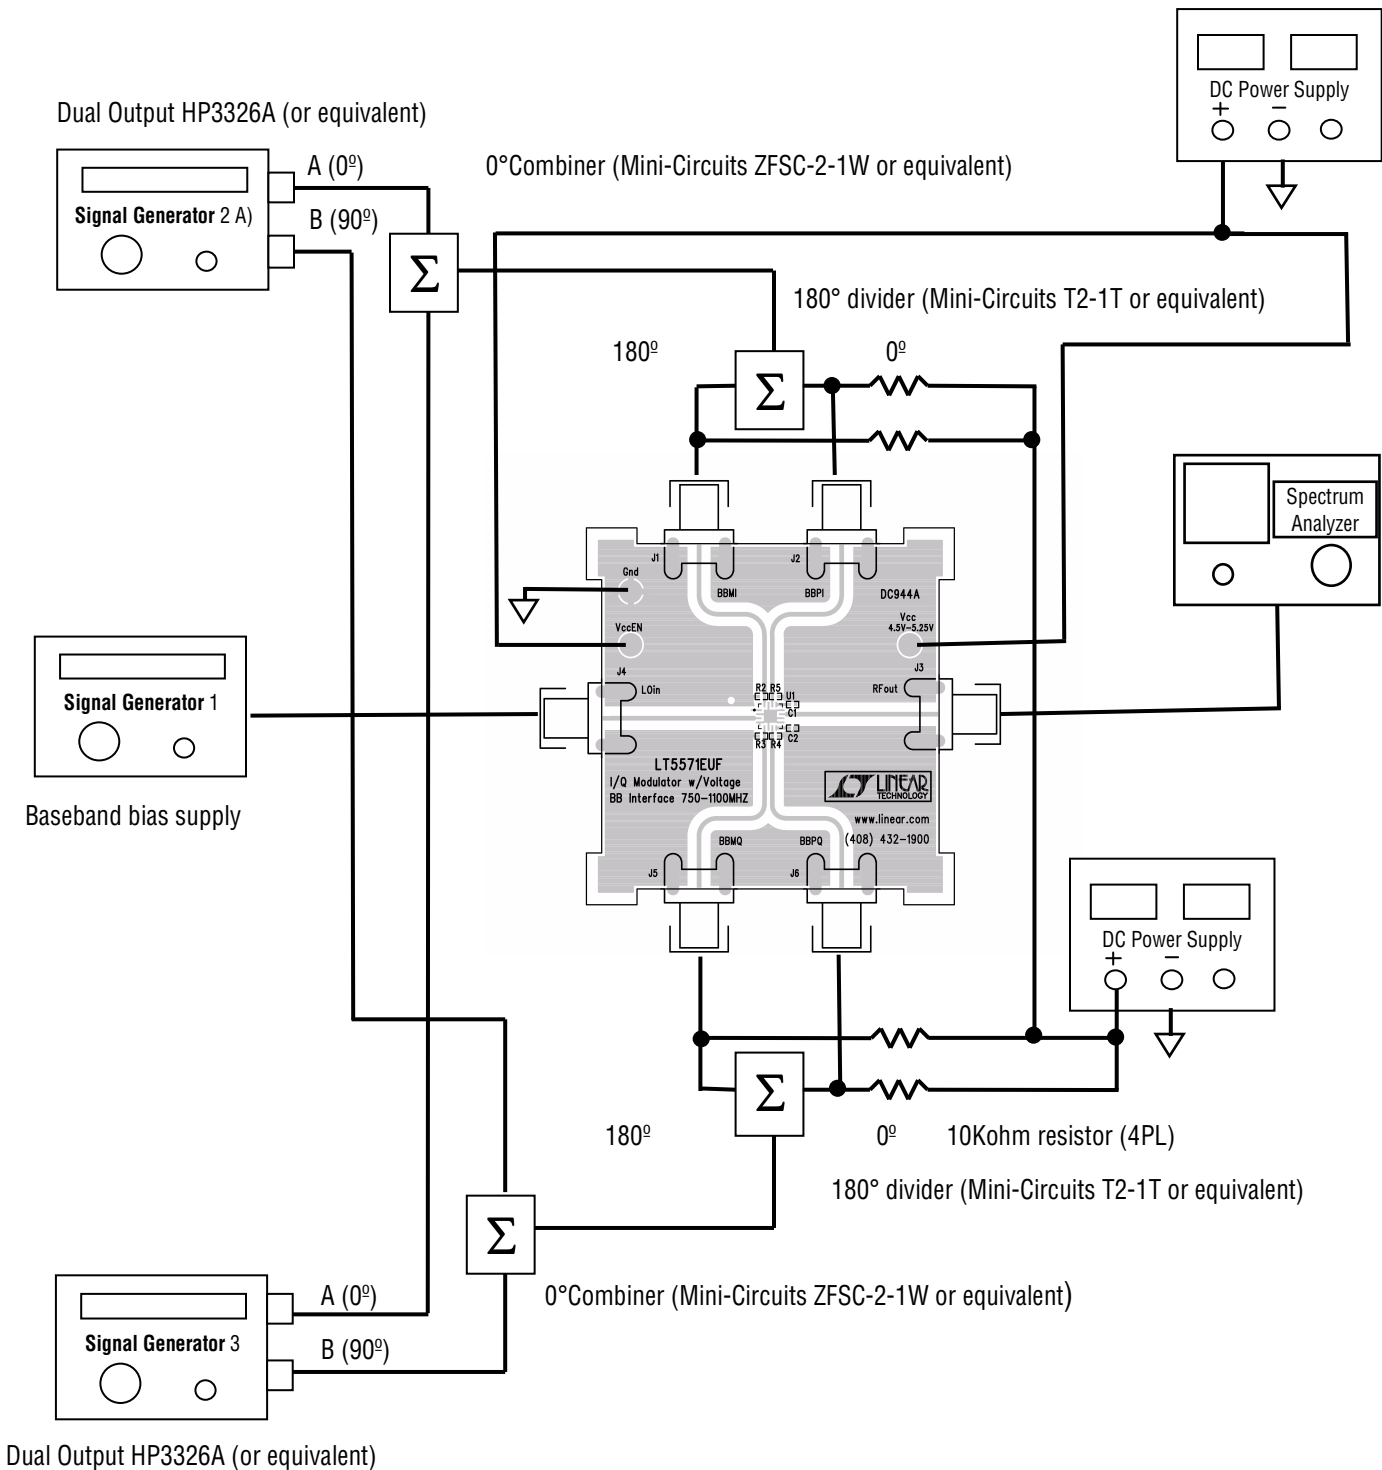 DC Power Supply
+ −
Dual Output HP3326A (or equivalent)
A (0º)
0°Combiner (Mini-Circuits ZFSC-2-1W or equivalent)
Signal Generator 2 A)
B (90º)
Σ
180° divider (Mini-Circuits T2-1T or equivalent)
180º
0º
Σ
Spectrum
Analyzer
J1
J2
Gnd
BBMI
BBPI
DC944A
Vcc
4.5V-5.25V
VccEN
J4
J3
LOin
RFout
R2 R5
U1
C1
R3 R4
C2
Signal Generator 1
Baseband bias supply
LT5571EUF
I/Q Modulator w/Voltage
BB Interface 750-1100MHZ
LINEAR
TECHNOLOGY
www.linear.com
(408) 432-1900
BBMQ
BBPQ
J5
J6
DC Power Supply
+ −
Σ
180º
0º
10Kohm resistor (4PL)
180° divider (Mini-Circuits T2-1T or equivalent)
Σ
0°Combiner (Mini-Circuits ZFSC-2-1W or equivalent)
A (0º)
Signal Generator 3
B (90º)
Dual Output HP3326A (or equivalent)